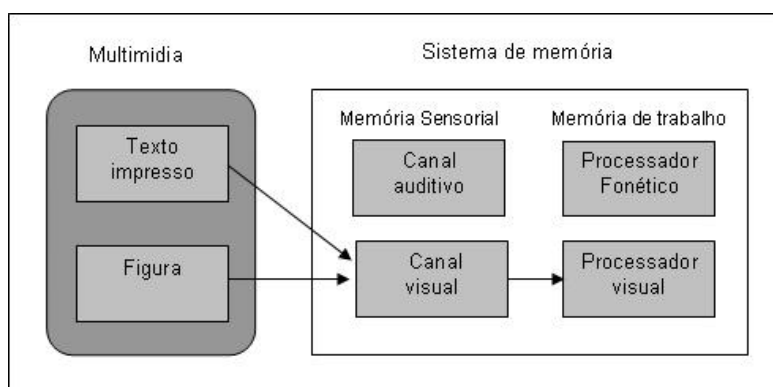 Multimidia
Sistema de memória
Memória Sensorial
Memória de trabalho
Texto
impresso
Canal
auditivo
Processador
Fonético
Figura
Canal
visual
Processador
visual